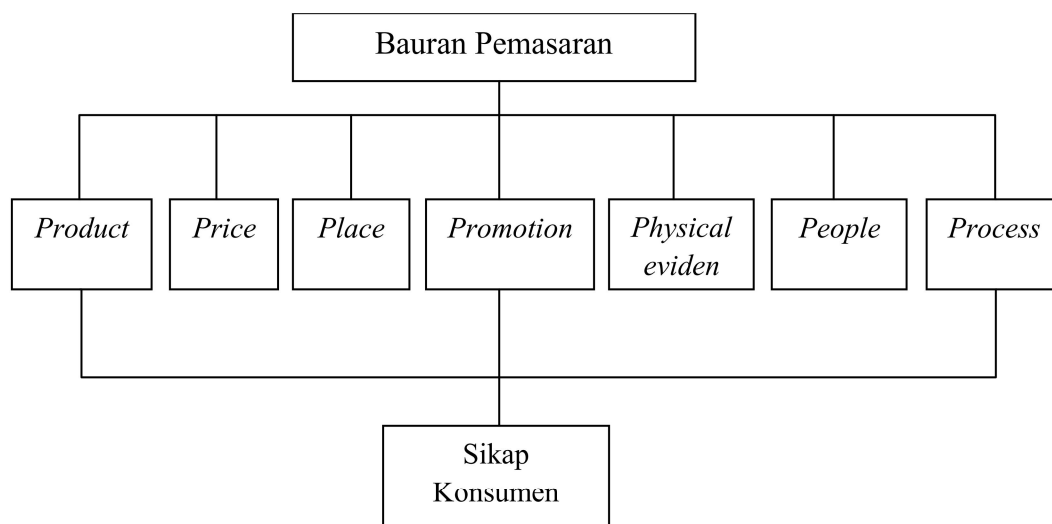 Bauran Pemasaran
Product
Price
Place
Promotion
Physical
eviden
People
Process
Sikap
Konsumen